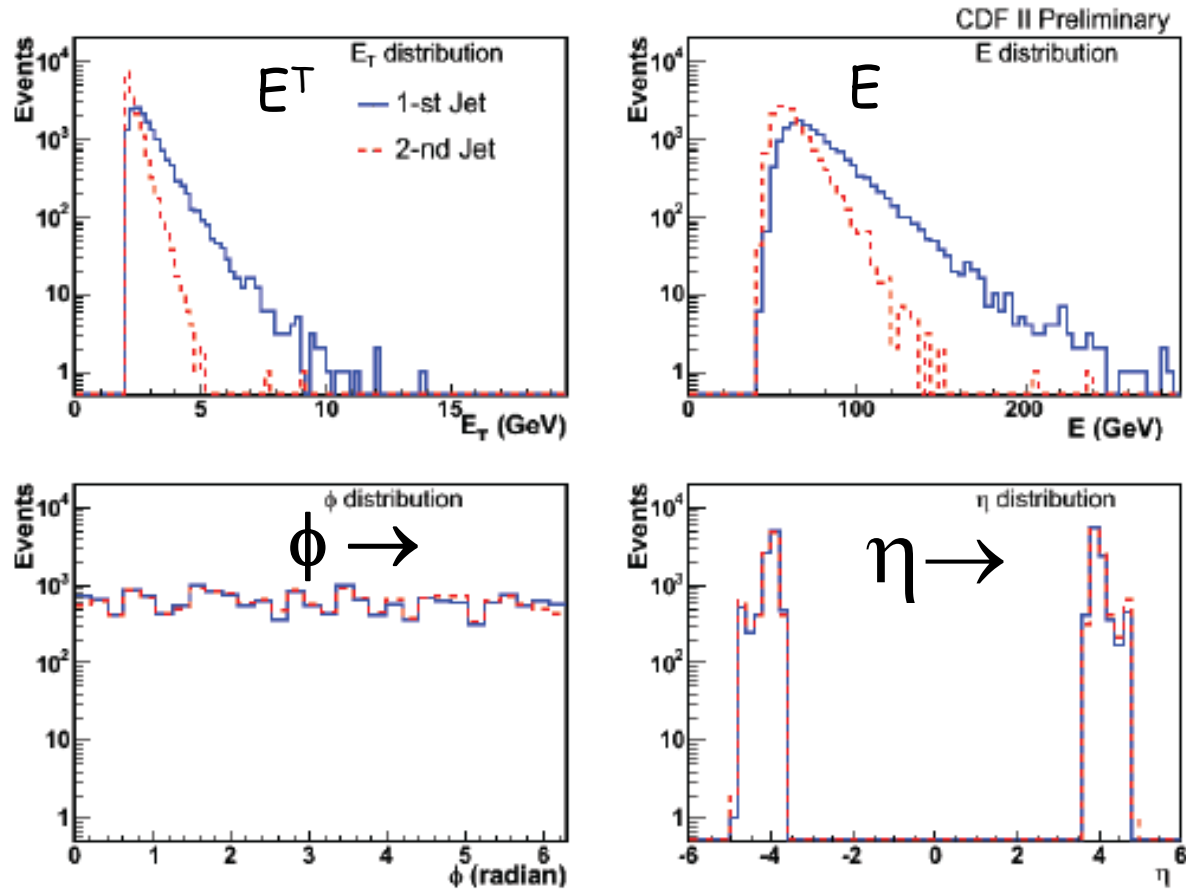 CDF II Preliminary
Events
E_T distribution
E^T
1-st Jet
2-nd Jet
10^4
10^3
10^2
10
1
0 5 10 15
E_T (GeV)
Events
E distribution
E
10^4
10^3
10^2
10
1
0 100 200
E (GeV)
Events
ϕ distribution
ϕ →
10^4
10^3
10^2
10
1
0 1 2 3 4 5 6
ϕ (radian)
Events
η distribution
η →
10^4
10^3
10^2
10
1
-6 -4 -2 0 2 4 6
η